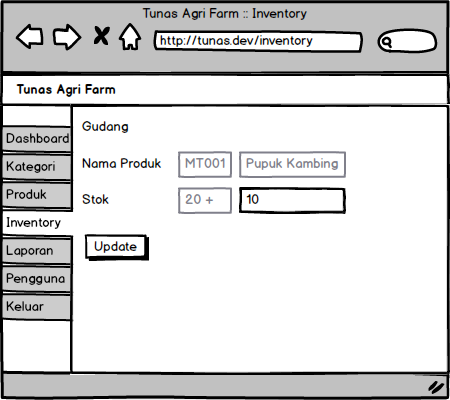 Tunas Agri Farm :: Inventory
http://tunas.dev/inventory
Tunas Agri Farm
Dashboard
Kategori
Produk
Inventory
Laporan
Pengguna
Keluar
Gudang
Nama Produk MT001 Pupuk Kambing
Stok 20 + 10
Update